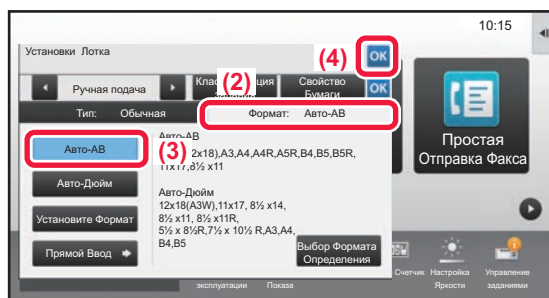 10:15
Установки Лотка
(4)
OK
Ручная подача
(2)
Свойство
Бумаги
OK
Тип: Обычная
Формат: Авто-AB
Авто-AB
(3)
Авто-AB
2x18),A3,A4,A4R,A5R,B4,B5,B5R,
11x17,8½ x11
Авто-Дюйм
Авто-Дюйм
12x18(A3W),11x17, 8½ x14,
8½ x11, 8½ x11R,
5½ x 8½R,7½ x 10½ R,A3,A4,
B4,B5
Установите Формат
Прямой Ввод
Выбор Формата
Определения
Простая
Отправка Факса
эксплуатации
Показа
Счетчик
Настройка
Яркости
Управление
заданиями